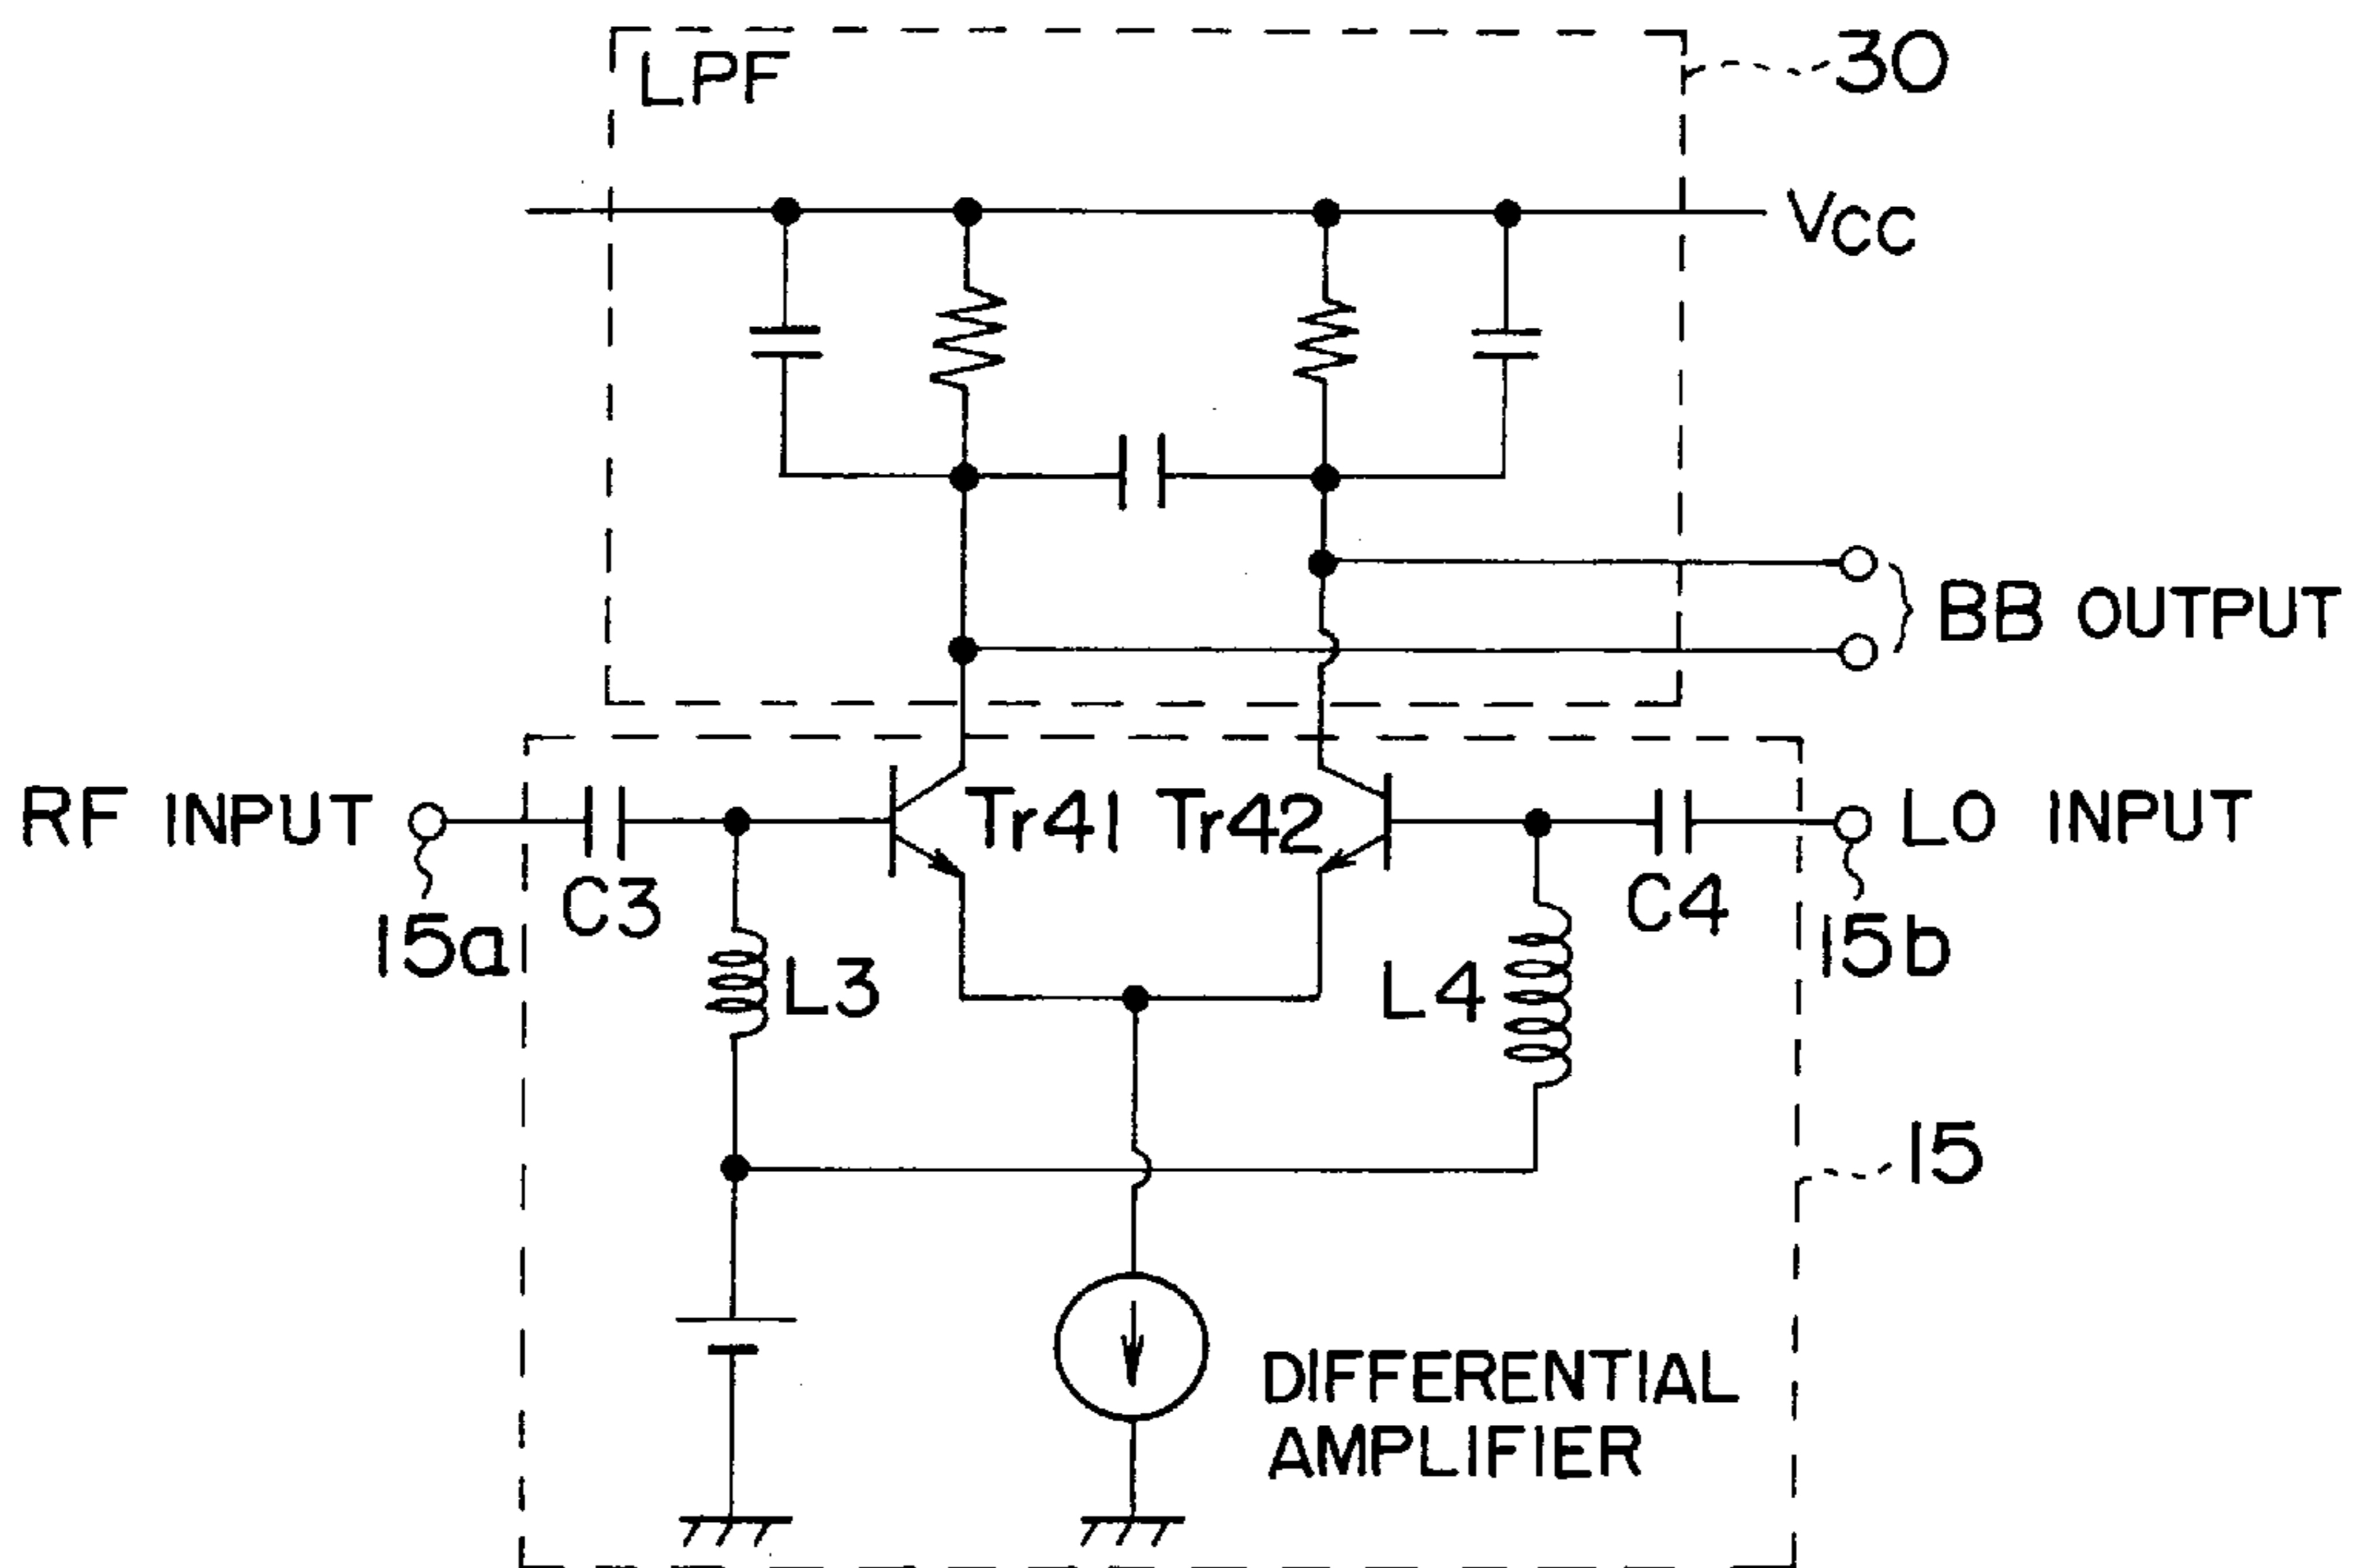 LPF
30
VCC
BB OUTPUT
RF INPUT
Tr41
Tr42
LO INPUT
C3
C4
15a
15b
L3
L4
15
DIFFERENTIAL
AMPLIFIER